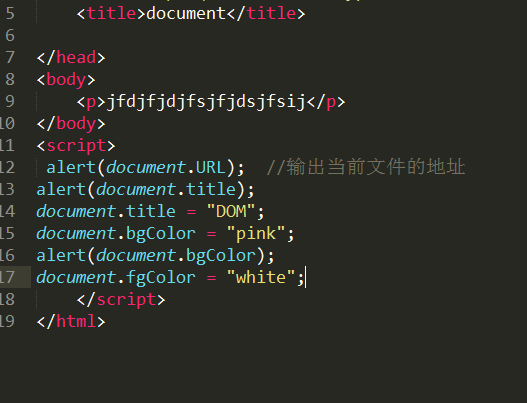 5 <title>document</title>
6
7 </head>
8 <body>
9 <p>jfdjfjdjfsjfjdsjfsij</p>
10 </body>
11 <script>
12 alert(document.URL); //输出当前文件的地址
13 alert(document.title);
14 document.title = "DOM";
15 document.bgColor = "pink";
16 alert(document.bgColor);
17 document.fgColor = "white";
18 </script>
19 </html>